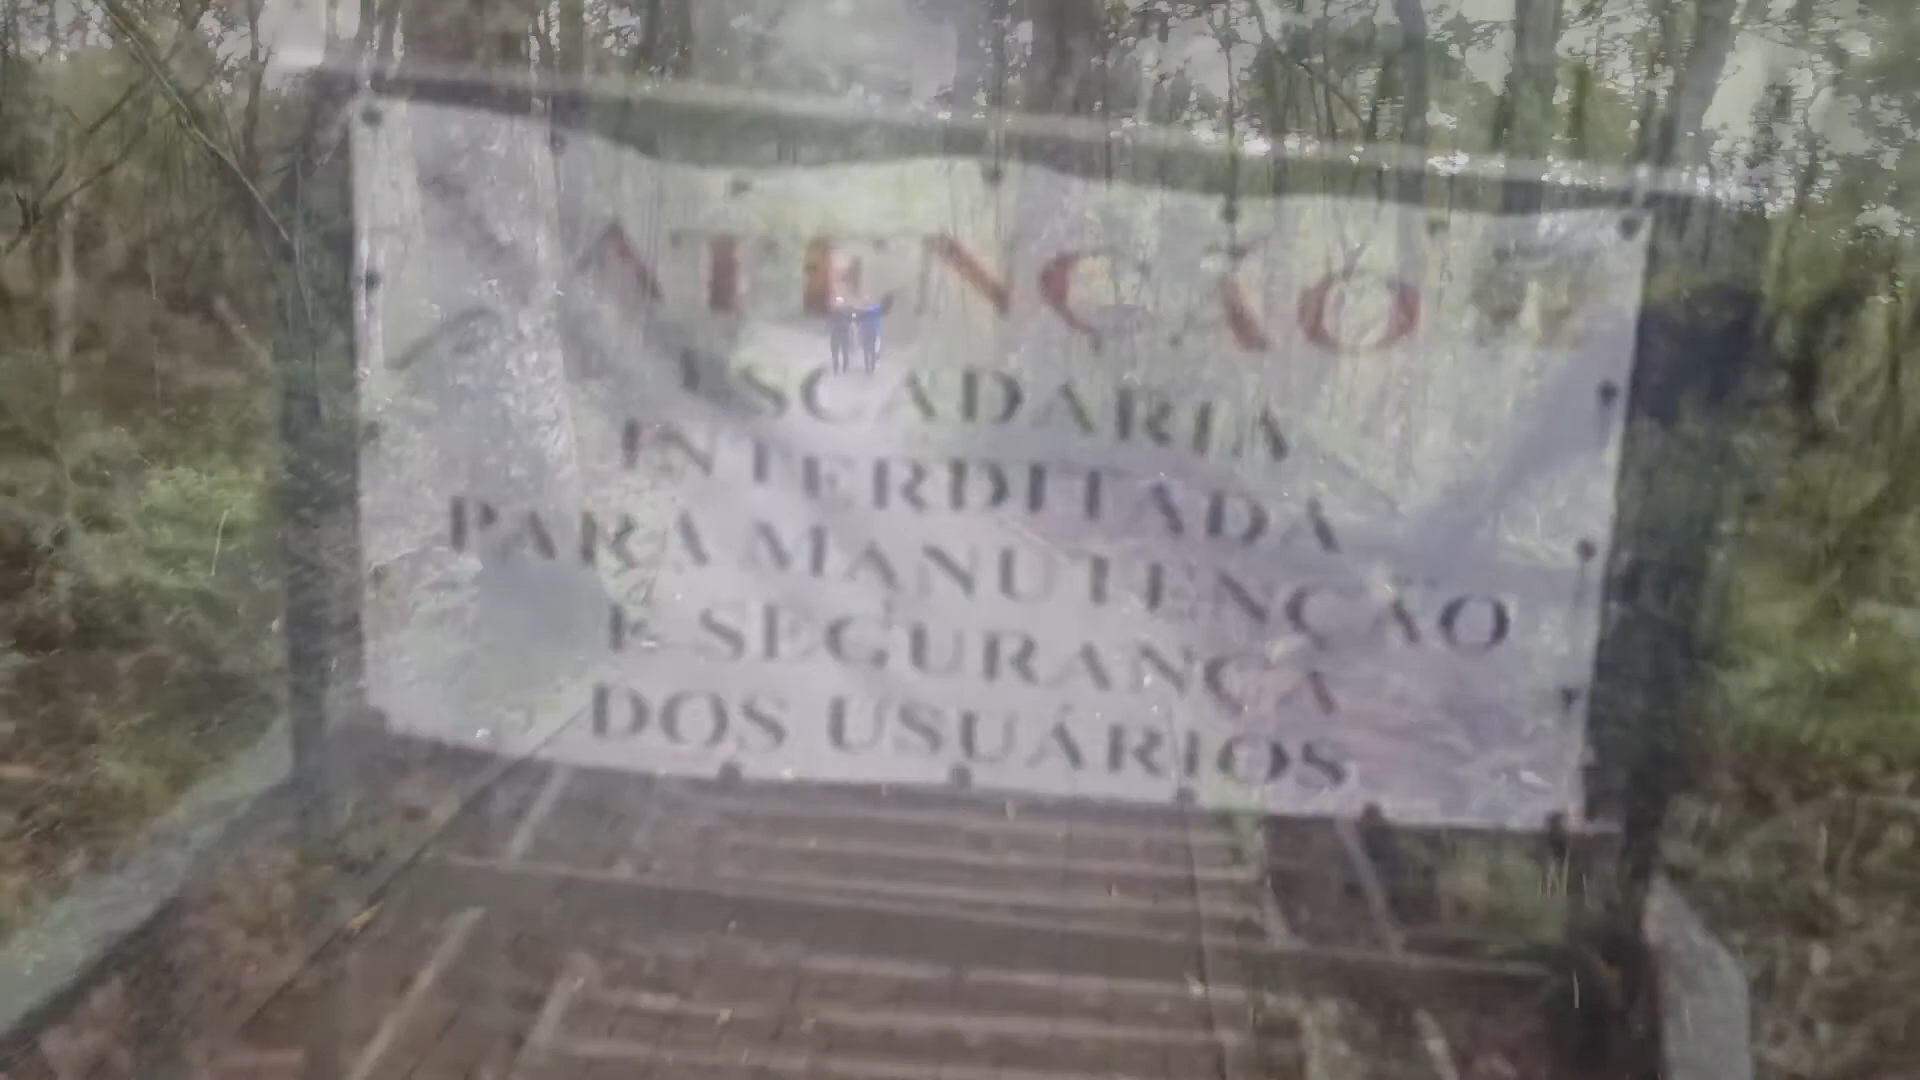 ATENÇÃO
ESCADARIA
INTERDITADA
PARA MANUTENÇÃO
E SEGURANÇA
DOS USUÁRIOS